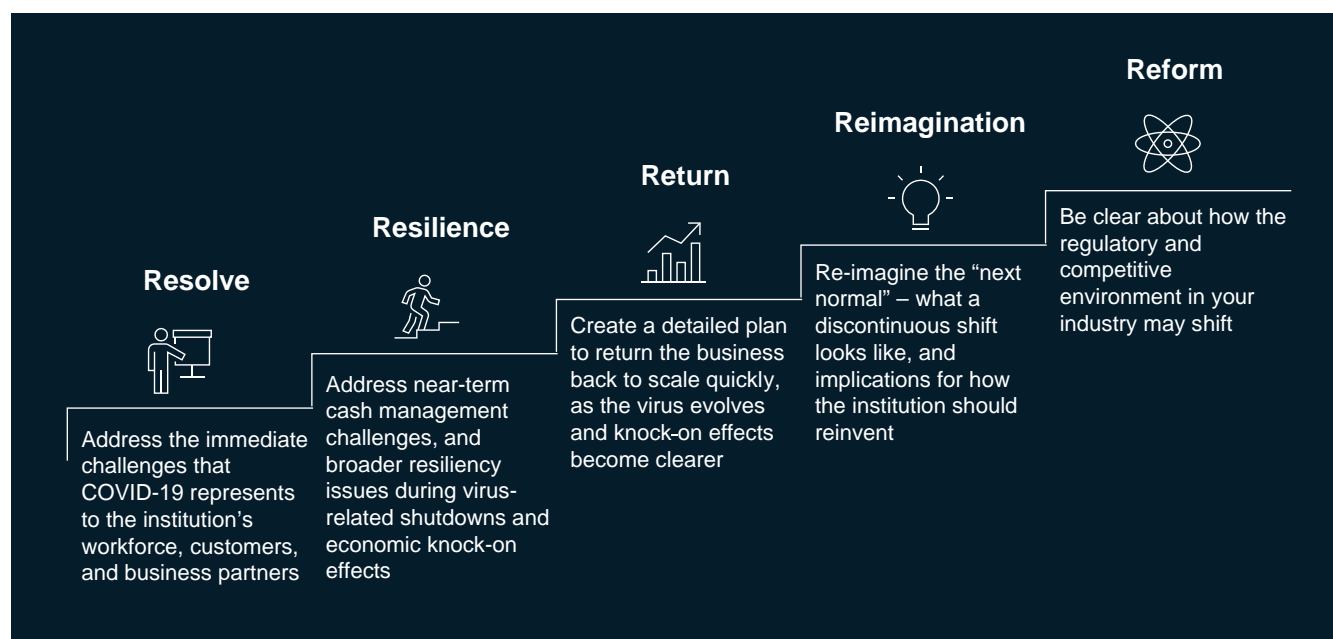 Resolve
Address the immediate
challenges that
COVID-19 represents
to the institution’s
workforce, customers,
and business partners
Resilience
Address near-term
cash management
challenges, and
broader resiliency
issues during virus-
related shutdowns and
economic knock-on
effects
Return
Create a detailed plan
to return the business
back to scale quickly,
as the virus evolves
and knock-on effects
become clearer
Reimagination
Re-imagine the “next
normal” – what a
discontinuous shift
looks like, and
implications for how
the institution should
reinvent
Reform
Be clear about how the
regulatory and
competitive
environment in your
industry may shift